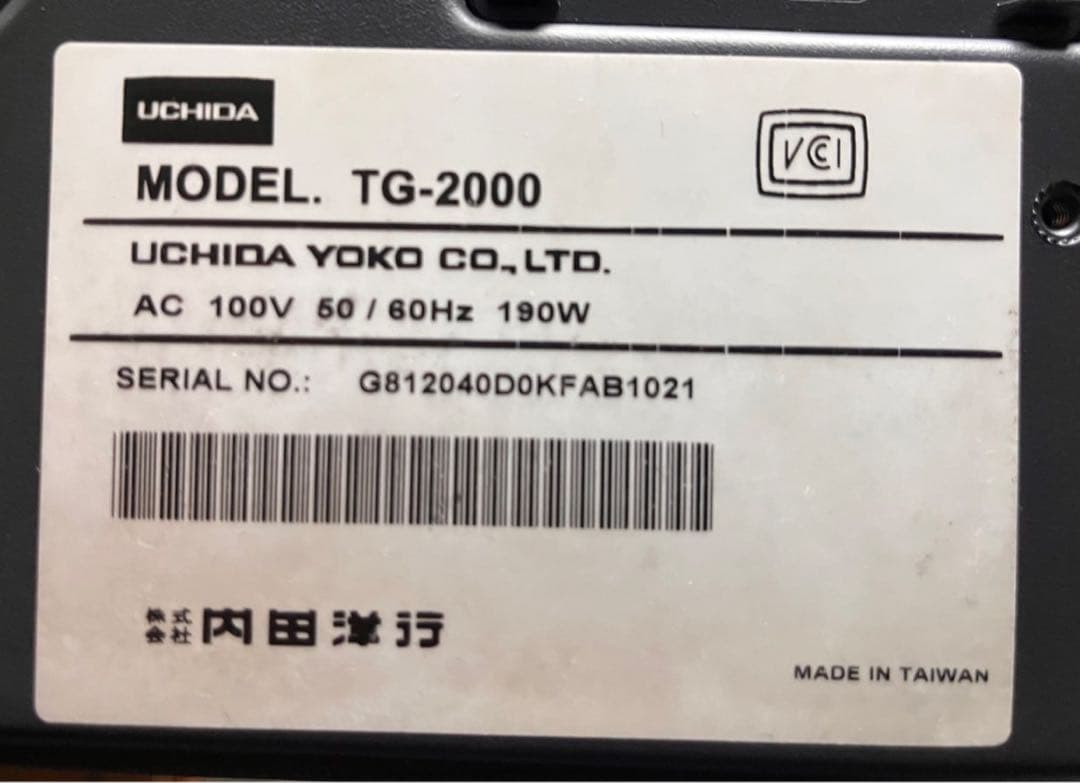 UCHIDA
VCCI
MODEL. TG-2000
UCHIDA YOKO CO., LTD.
AC 100V 50 / 60Hz 190W
SERIAL NO.: G812040D0KFAB1021
株式会社 内田洋行
MADE IN TAIWAN